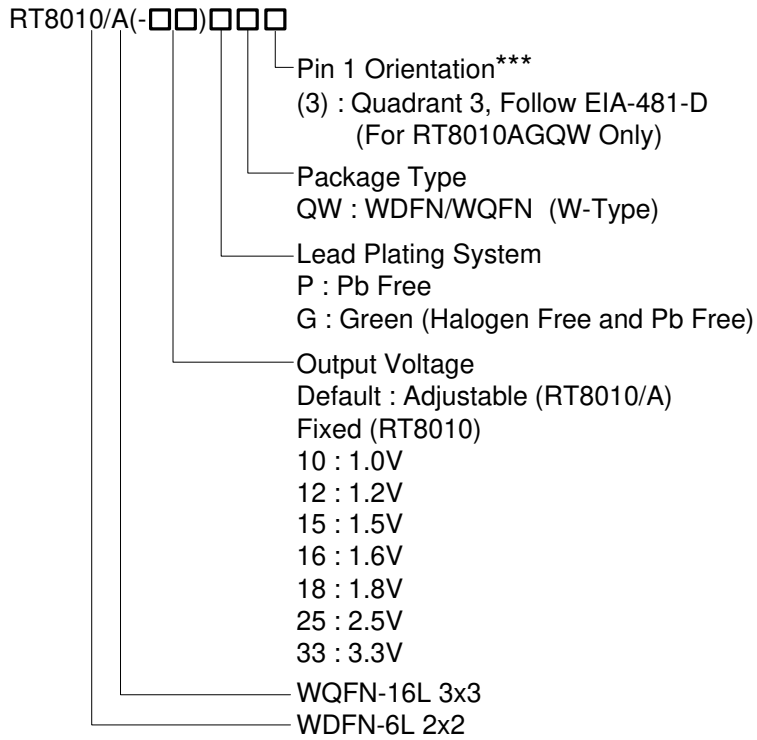 RT8010/A(-□□)□□□
Pin 1 Orientation***
(3) : Quadrant 3, Follow EIA-481-D
(For RT8010AGQW Only)
Package Type
QW : WDFN/WQFN (W-Type)
Lead Plating System
P : Pb Free
G : Green (Halogen Free and Pb Free)
Output Voltage
Default : Adjustable (RT8010/A)
Fixed (RT8010)
10 : 1.0V
12 : 1.2V
15 : 1.5V
16 : 1.6V
18 : 1.8V
25 : 2.5V
33 : 3.3V
WQFN-16L 3x3
WDFN-6L 2x2